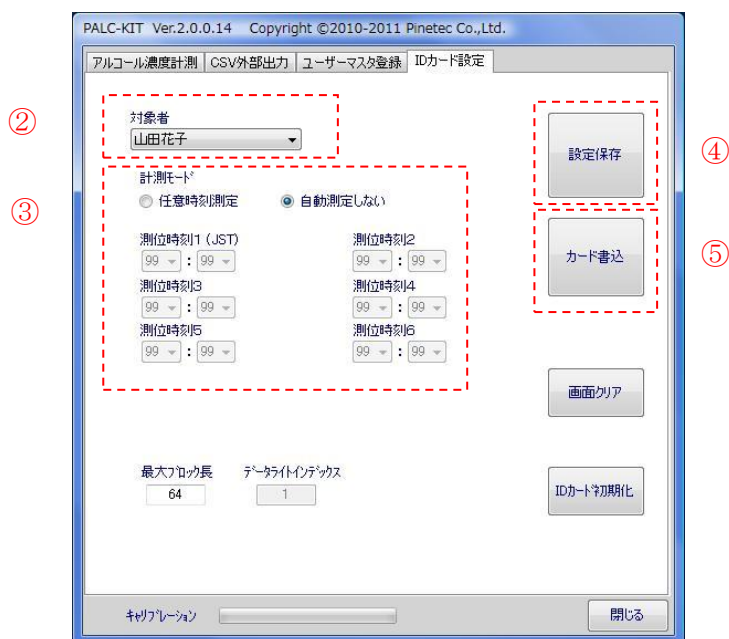 PALC-KIT Ver.2.0.0.14 Copyright ©2010-2011 Pinetec Co.,Ltd.
アルコール濃度計測 CSV外部出力 ユーザーマスタ登録 IDカード設定
②
対象者
山田花子
④
設定保存
③
計測モード
任意時刻測定 自動測定しない
測位時刻1 (JST) 測位時刻2
99 : 99 99 : 99
測位時刻3 測位時刻4
99 : 99 99 : 99
測位時刻5 測位時刻6
99 : 99 99 : 99
⑤
カード書込
画面クリア
最大ブロック長 データライトインデックス
64 1
IDカード初期化
キャリブレーション
閉じる